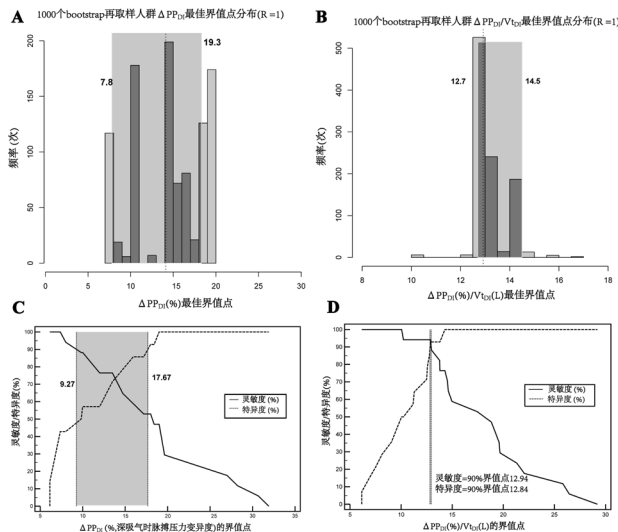 A
1000个bootstrap再取样人群ΔPP_DI最佳界值点分布(R=1)
19.3
7.8
频率(次)
200
150
100
50
0
0 5 10 15 20 25 30
ΔPP_DI(%)最佳界值点
B
1000个bootstrap再取样人群ΔPP_DI/Vt_DI最佳界值点分布(R=1)
12.7
14.5
频率(次)
500
400
300
200
100
0
8 10 12 14 16 18
ΔPP_DI(%)/Vt_DI(L)最佳界值点
C
灵敏度/特异度(%)
100
90
80
70
60
50
40
30
20
10
0
9.27
17.67
灵敏度(%)
特异度(%)
5 10 15 20 25 30 35
ΔPP_DI(%,深吸气时脉搏压力变异度)的界值点
D
灵敏度/特异度(%)
100
90
80
70
60
50
40
30
20
10
0
灵敏度(%)
特异度(%)
灵敏度=90%界值点12.94
特异度=90%界值点12.84
5 10 15 20 25 30
ΔPP_DI(%)/Vt_DI(L)的界值点